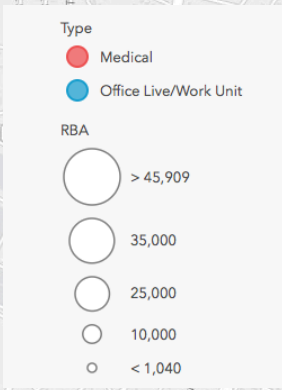 Type
Medical
Office Live/Work Unit
RBA
> 45,909
35,000
25,000
10,000
< 1,040